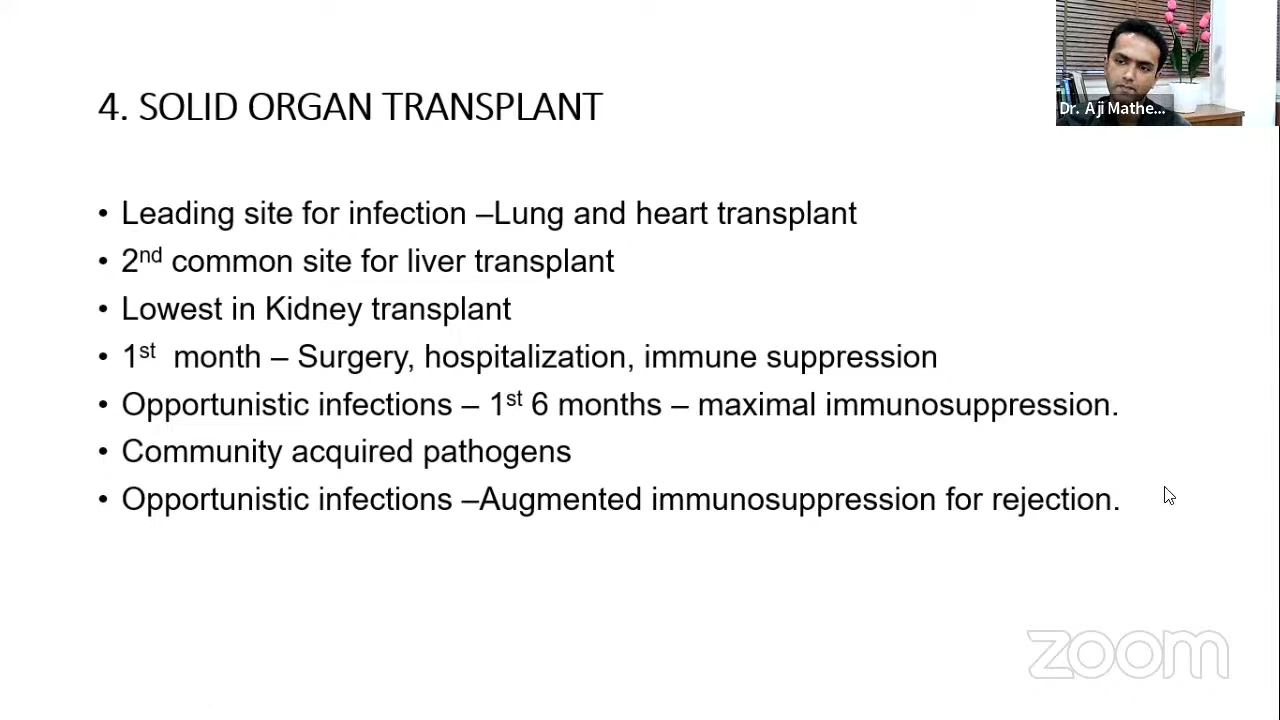 4. SOLID ORGAN TRANSPLANT
Dr. Aji Mathe...
• Leading site for infection –Lung and heart transplant
• 2nd common site for liver transplant
• Lowest in Kidney transplant
• 1st  month – Surgery, hospitalization, immune suppression
• Opportunistic infections – 1st 6 months – maximal immunosuppression.
• Community acquired pathogens
• Opportunistic infections –Augmented immunosuppression for rejection.
zoom